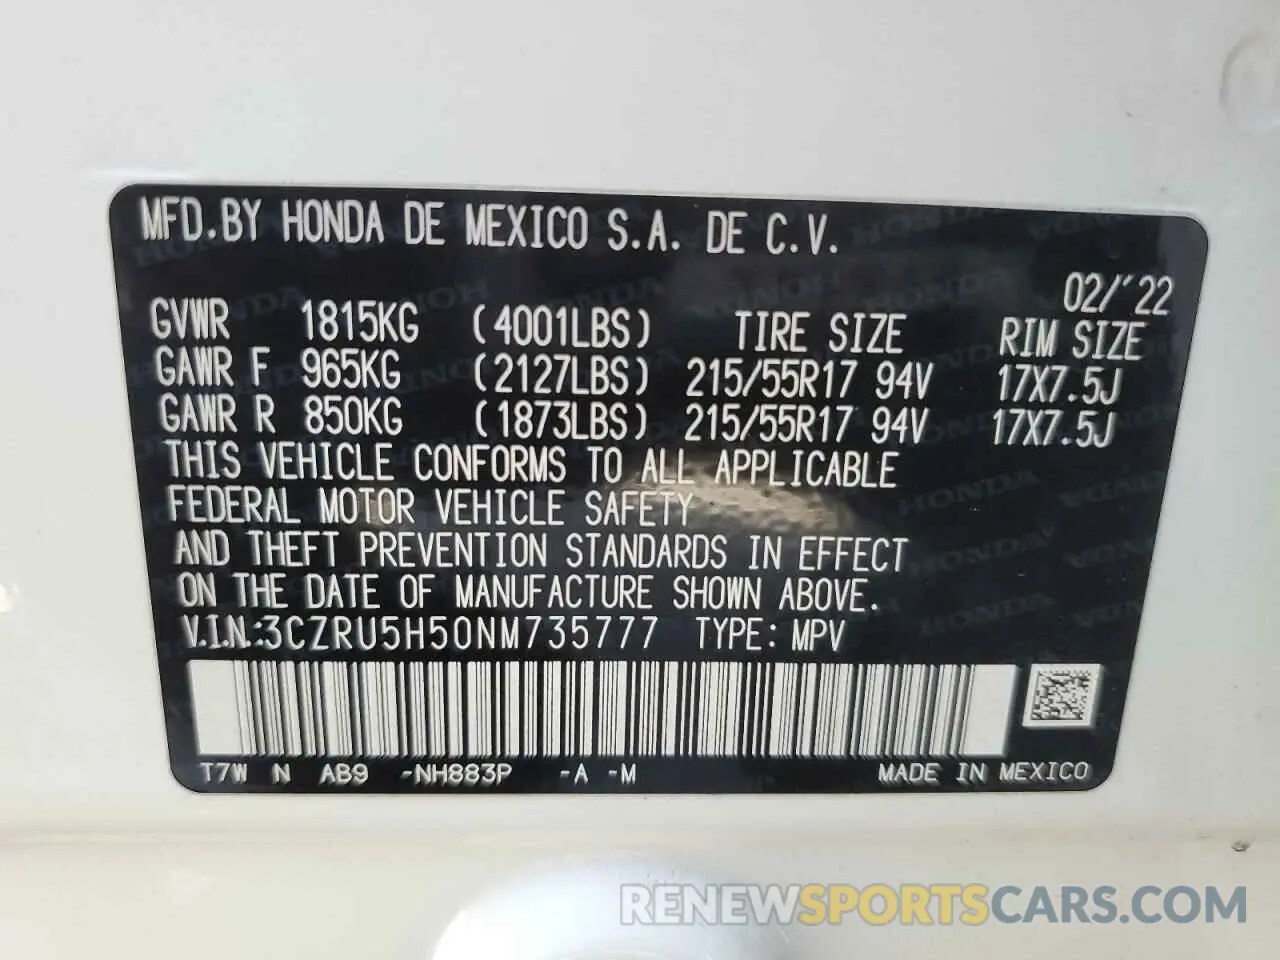 MFD.BY HONDA DE MEXICO S.A. DE C.V.
02/'22
GVWR 1815KG (4001LBS) TIRE SIZE RIM SIZE
GAWR F 965KG (2127LBS) 215/55R17 94V 17X7.5J
GAWR R 850KG (1873LBS) 215/55R17 94V 17X7.5J
THIS VEHICLE CONFORMS TO ALL APPLICABLE
FEDERAL MOTOR VEHICLE SAFETY
AND THEFT PREVENTION STANDARDS IN EFFECT
ON THE DATE OF MANUFACTURE SHOWN ABOVE.
V.I.N.:3CZRU5H50NM735777 TYPE: MPV
T7W N AB9 -NH883P -A -M MADE IN MEXICO
RENEWSPORTSCARS.COM